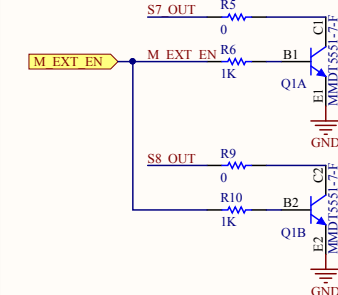 S7_OUT
R5
0
C1
MMDT5551-7-F
M_EXT_EN
M_EXT_EN
R6
1K
B1
Q1A
E1
GND
S8_OUT
R9
0
C2
MMDT5551-7-F
R10
1K
B2
Q1B
E2
GND